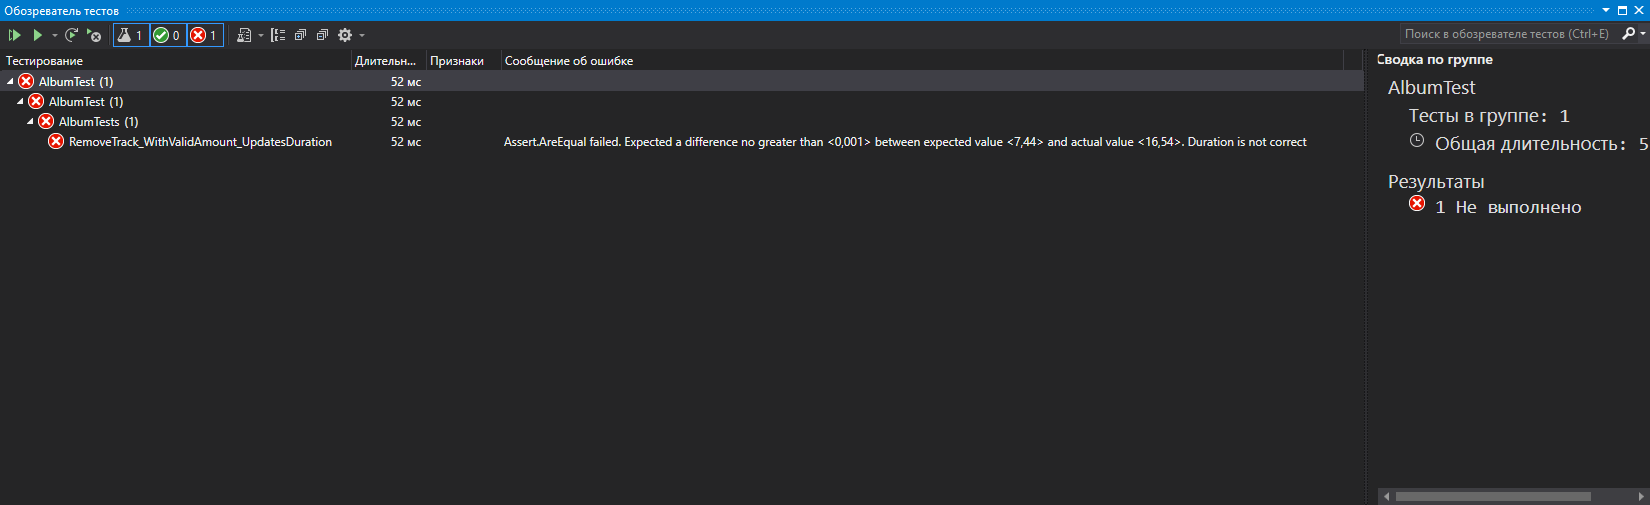 Обозреватель тестов
1 0 1
Поиск в обозревателе тестов (Ctrl+E)
Тестирование Длительн... Признаки Сообщение об ошибке
AlbumTest (1) 52 мс
AlbumTest (1) 52 мс
AlbumTests (1) 52 мс
RemoveTrack_WithValidAmount_UpdatesDuration 52 мс Assert.AreEqual failed. Expected a difference no greater than <0,001> between expected value <7,44> and actual value <16,54>. Duration is not correct
Сводка по группе
AlbumTest
Тесты в группе: 1
Общая длительность: 5
Результаты
1 Не выполнено